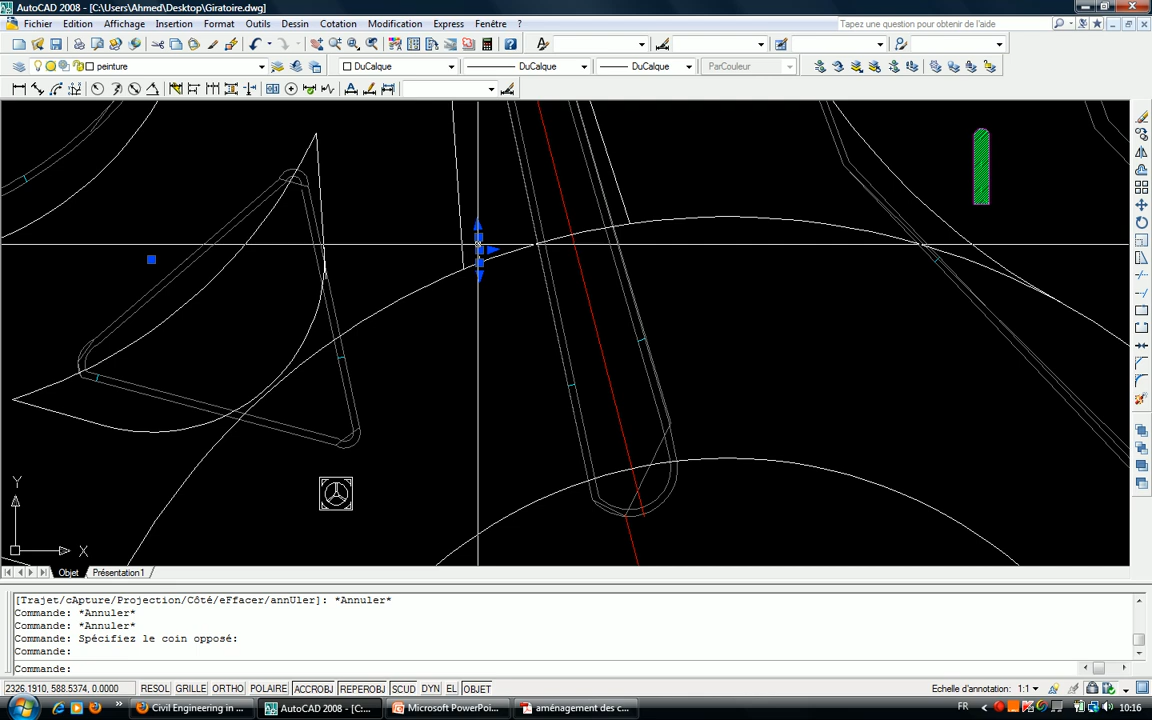 AutoCAD 2008 - [C:\Users\Ahmed\Desktop\Giratoire.dwg]
Fichier Edition Affichage Insertion Format Outils Dessin Cotation Modification Express Fenêtre ?
Tapez une question pour obtenir de l'aide
peinture DuCalque DuCalque DuCalque ParCouleur
Y
X
Objet Présentation1
[Trajet/cApture/Projection/Côté/eFfacer/annUler]: *Annuler*
Commande: *Annuler*
Commande: *Annuler*
Commande: Spécifiez le coin opposé:
Commande:
Commande:
2326.1910, 588.5374, 0.0000 RESOL GRILLE ORTHO POLAIRE ACCROBJ REPEROBJ SCUD DYN EL OBJET Echelle d'annotation: 1:1
Civil Engineering in ... AutoCAD 2008 - [C:... Microsoft PowerPoi... aménagement des c... FR 10:16